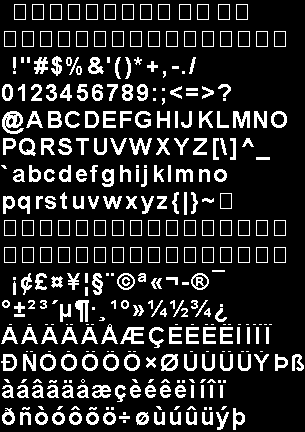 !"#$%&'()*+,-./
0123456789:;<=>?
@ABCDEFGHIJKLMNO
PQRSTUVWXYZ[\]^_
`abcdefghijklmno
pqrstuvwxyz{|}~
¡¢£¤¥¦§¨©ª«¬-®¯
°±²³´µ¶·¸¹º»¼½¾¿
ÀÁÂÃÄÅÆÇÈÉÊËÌÍÎÏ
ÐÑÒÓÔÕÖ×ØÙÚÛÜÝÞß
àáâãäåæçèéêëìíîï
ðñòóôõö÷øùúûüýþ